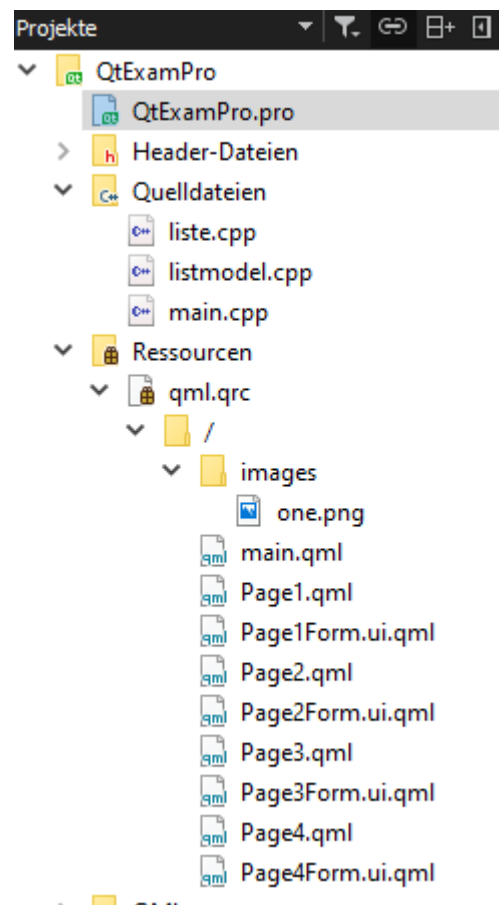 Projekte
QtExamPro
QtExamPro.pro
Header-Dateien
Quelldateien
liste.cpp
listmodel.cpp
main.cpp
Ressourcen
qml.qrc
/
images
one.png
main.qml
Page1.qml
Page1Form.ui.qml
Page2.qml
Page2Form.ui.qml
Page3.qml
Page3Form.ui.qml
Page4.qml
Page4Form.ui.qml